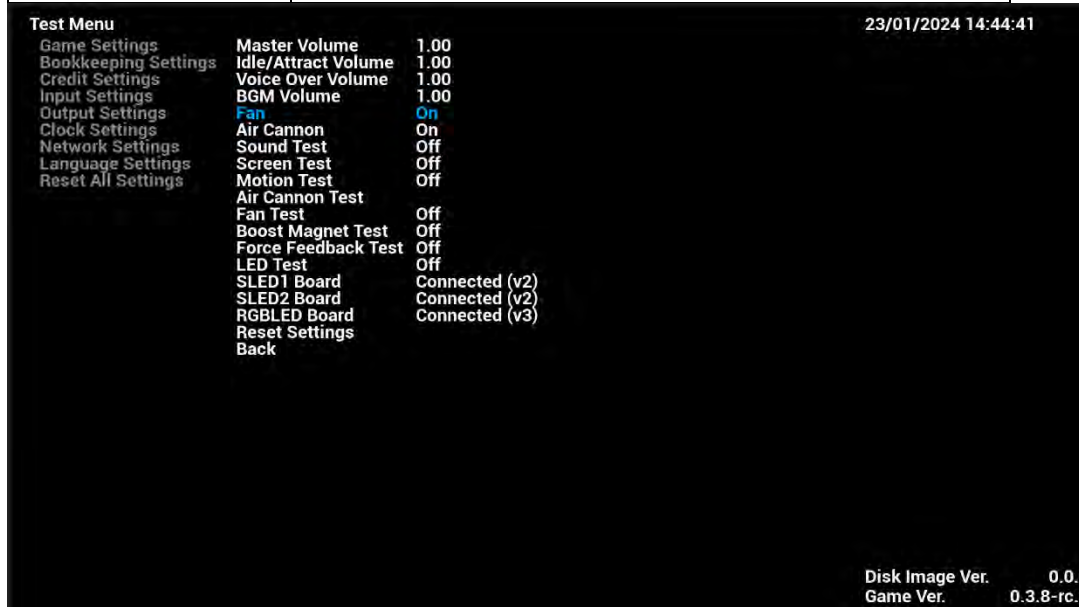 Test Menu
23/01/2024 14:44:41
Game Settings
Bookkeeping Settings
Credit Settings
Input Settings
Output Settings
Clock Settings
Network Settings
Language Settings
Reset All Settings
Master Volume 1.00
Idle/Attract Volume 1.00
Voice Over Volume 1.00
BGM Volume 1.00
Fan On
Air Cannon On
Sound Test Off
Screen Test Off
Motion Test Off
Air Cannon Test
Fan Test Off
Boost Magnet Test Off
Force Feedback Test Off
LED Test Off
SLED1 Board Connected (v2)
SLED2 Board Connected (v2)
RGBLED Board Connected (v3)
Reset Settings
Back
Disk Image Ver. 0.0.
Game Ver. 0.3.8-rc.